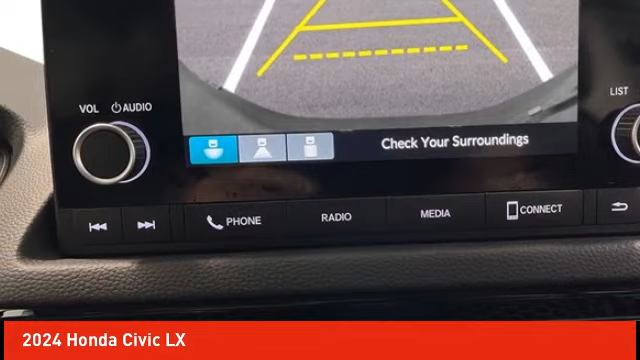 Check Your Surroundings
VOL AUDIO
LIST
PHONE RADIO MEDIA CONNECT
2024 Honda Civic LX